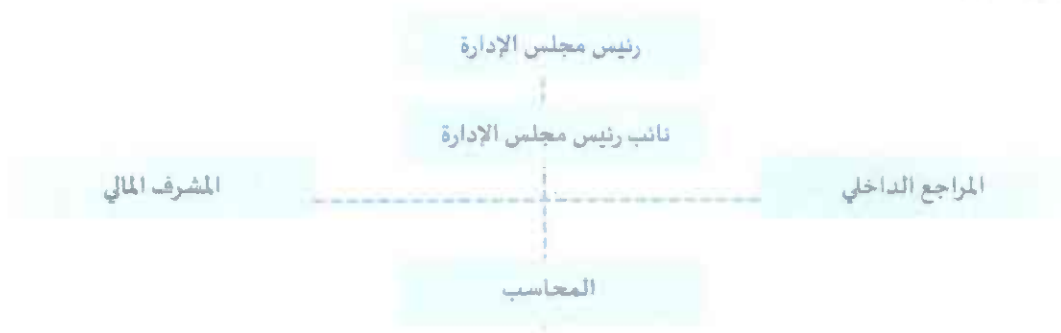 رئيس مجلس الإدارة
نائب رئيس مجلس الإدارة
المراجع الداخلي
المشرف المالي
المحاسب